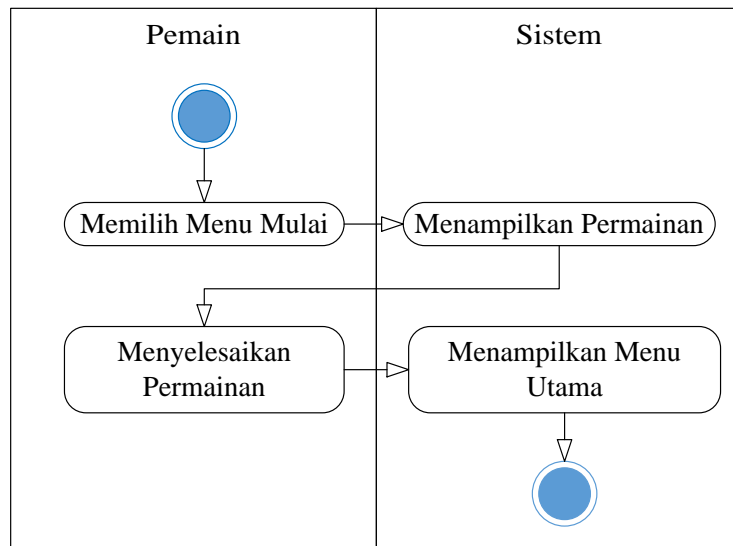 Pemain
Sistem
Memilih Menu Mulai
Menampilkan Permainan
Menyelesaikan
Permainan
Menampilkan Menu
Utama